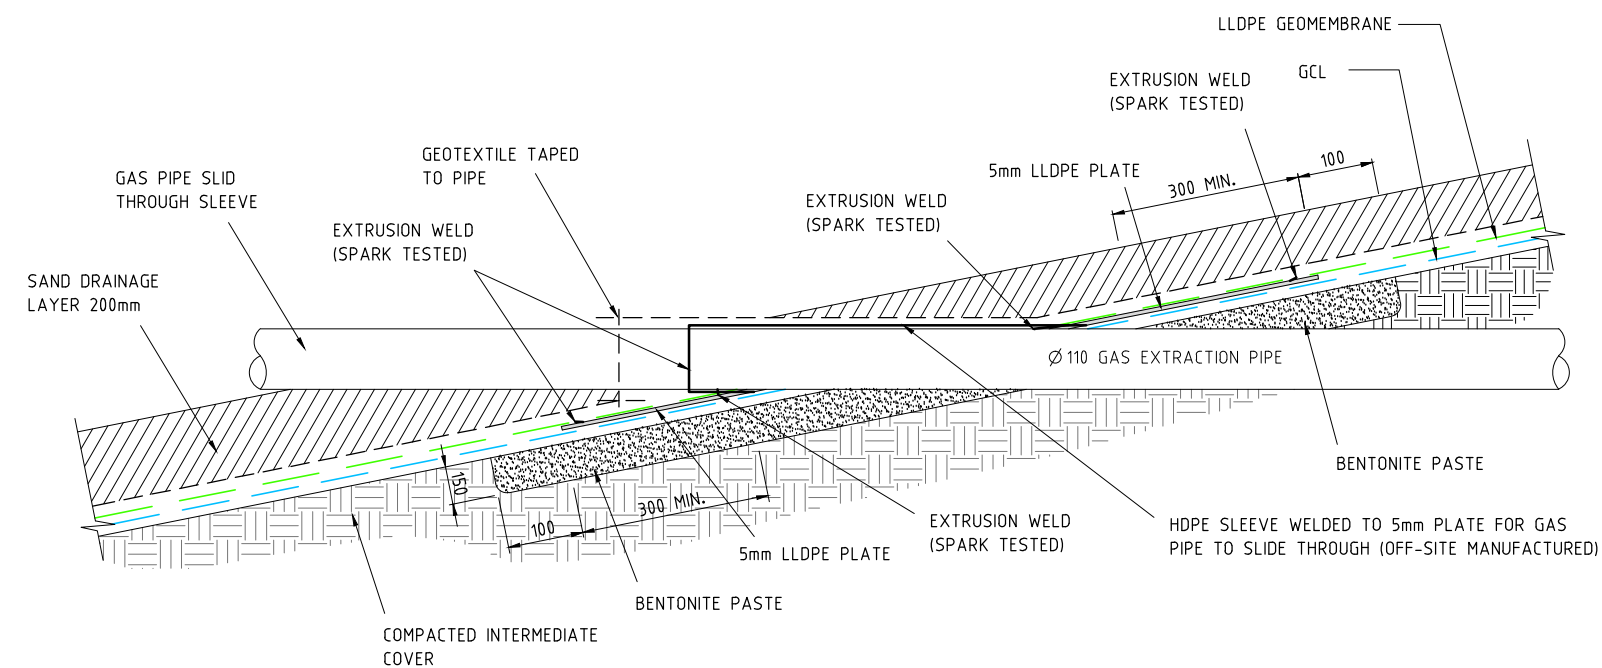 LLDPE GEOMEMBRANE
GCL
EXTRUSION WELD
(SPARK TESTED)
100
300 MIN.
5mm LLDPE PLATE
GEOTEXTILE TAPED
TO PIPE
GAS PIPE SLID
THROUGH SLEEVE
EXTRUSION WELD
(SPARK TESTED)
EXTRUSION WELD
(SPARK TESTED)
SAND DRAINAGE
LAYER 200mm
Ø110 GAS EXTRACTION PIPE
BENTONITE PASTE
150
300 MIN.
100
EXTRUSION WELD
(SPARK TESTED)
HDPE SLEEVE WELDED TO 5mm PLATE FOR GAS
PIPE TO SLIDE THROUGH (OFF-SITE MANUFACTURED)
5mm LLDPE PLATE
BENTONITE PASTE
COMPACTED INTERMEDIATE
COVER